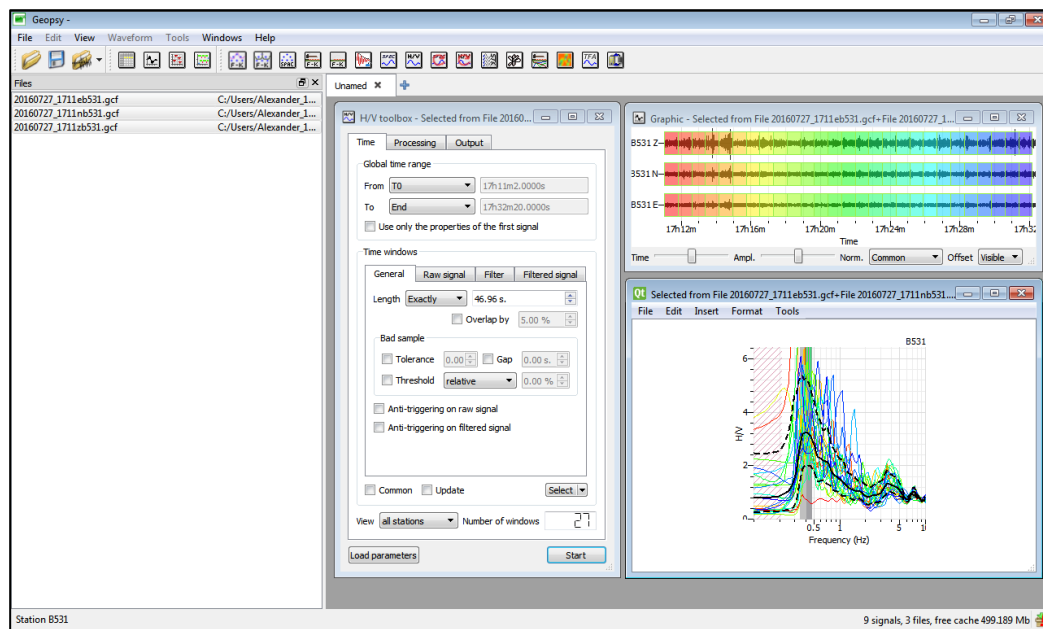 Geopsy -
File Edit View Waveform Tools Windows Help
Files
20160727_1711eb531.gcf C:/Users/Alexander_1...
20160727_1711nb531.gcf C:/Users/Alexander_1...
20160727_1711zb531.gcf C:/Users/Alexander_1...
Unamed
H/V toolbox - Selected from File 20160...
Time Processing Output
Global time range
From T0 17h11m2.0000s
To End 17h32m20.0000s
Use only the properties of the first signal
Time windows
General Raw signal Filter Filtered signal
Length Exactly 46.96 s.
Overlap by 5.00 %
Bad sample
Tolerance 0.00 Gap 0.00 s.
Threshold relative 0.00 %
Anti-triggering on raw signal
Anti-triggering on filtered signal
Common Update Select
View all stations Number of windows 27
Load parameters Start
Graphic - Selected from File 20160727_1711eb531.gcf+File 20160727_1...
B531 Z
B531 N
B531 E
17h12m 17h16m 17h20m 17h24m 17h28m 17h32
Time
Time Ampl. Norm. Common Offset Visible
Qt Selected from File 20160727_1711eb531.gcf+File 20160727_1711nb531....
File Edit Insert Format Tools
B531
H/V
6
4
2
0
0.5 1 5 1
Frequency (Hz)
Station B531
9 signals, 3 files, free cache 499.189 Mb